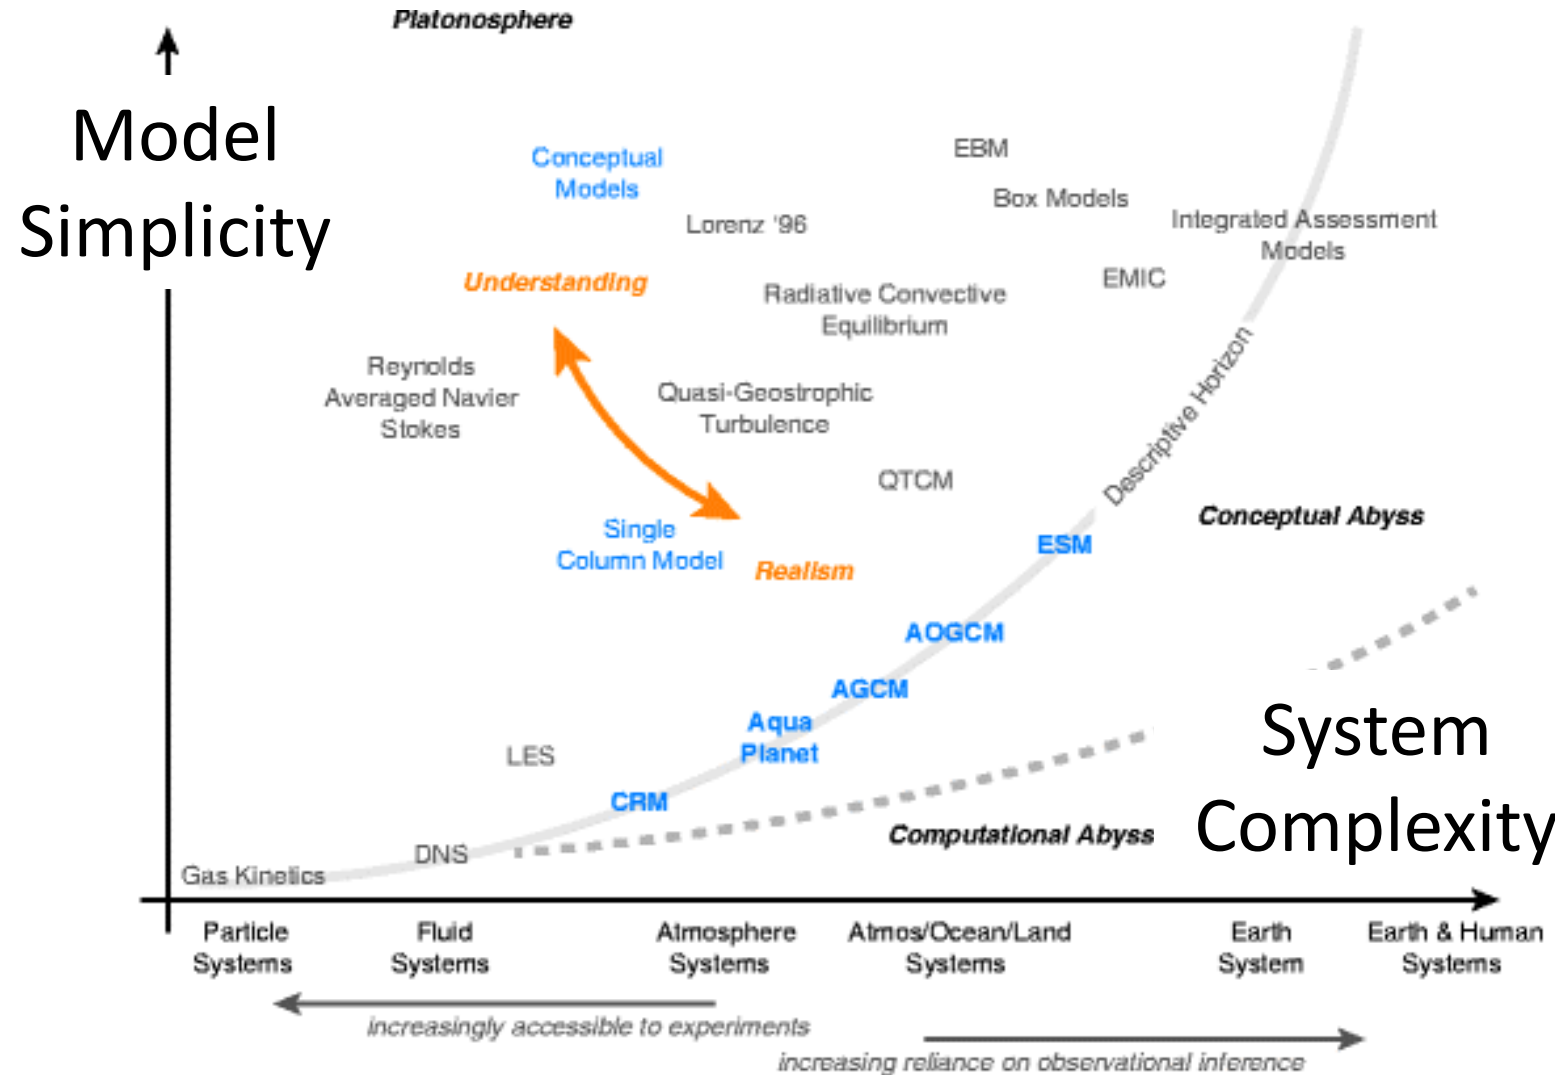 Platonosphere
Model
Simplicity
Conceptual
Models
EBM
Box Models
Lorenz '96
Integrated Assessment
Models
Understanding
EMIC
Radiative Convective
Equilibrium
Reynolds
Averaged Navier
Stokes
Quasi-Geostrophic
Turbulence
Descriptive Horizon
QTCM
Conceptual Abyss
Single
Column Model
ESM
Realism
AOGCM
AGCM
Aqua
Planet
System
Complexity
LES
CRM
Computational Abyss
DNS
Gas Kinetics
Particle
Systems
Fluid
Systems
Atmosphere
Systems
Atmos/Ocean/Land
Systems
Earth
System
Earth & Human
Systems
increasingly accessible to experiments
increasing reliance on observational inference